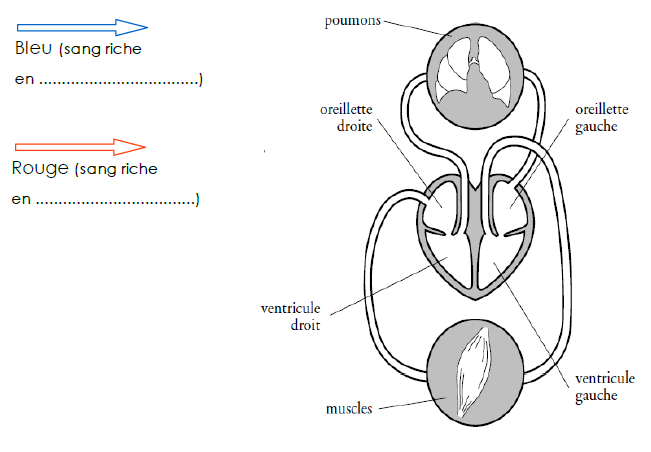 Bleu (sang riche
en ...................................)
Rouge (sang riche
en ...................................)
poumons
oreillette
droite
oreillette
gauche
ventricule
droit
ventricule
gauche
muscles